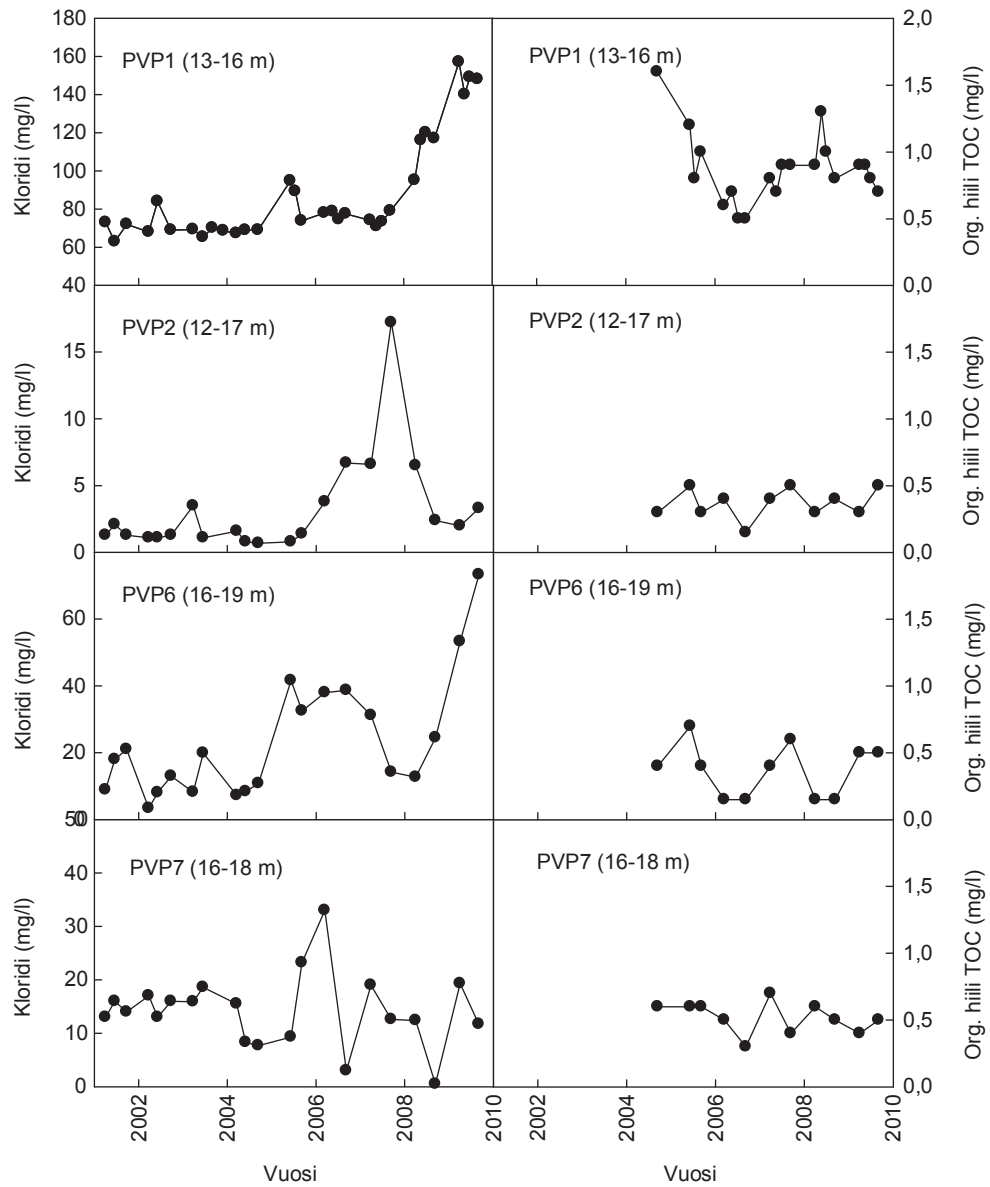 180
160
140
120
100
80
60
40
Kloridi (mg/l)
PVP1 (13-16 m)
PVP1 (13-16 m)
2,0
1,5
1,0
0,5
0,0
Org. hiili TOC (mg/l)
15
10
5
0
Kloridi (mg/l)
PVP2 (12-17 m)
PVP2 (12-17 m)
1,5
1,0
0,5
0,0
Org. hiili TOC (mg/l)
60
40
20
0
Kloridi (mg/l)
PVP6 (16-19 m)
PVP6 (16-19 m)
1,5
1,0
0,5
0,0
Org. hiili TOC (mg/l)
50
40
30
20
10
0
Kloridi (mg/l)
PVP7 (16-18 m)
PVP7 (16-18 m)
1,5
1,0
0,5
0,0
Org. hiili TOC (mg/l)
2002
2004
2006
2008
2010
2002
2004
2006
2008
2010
Vuosi
Vuosi